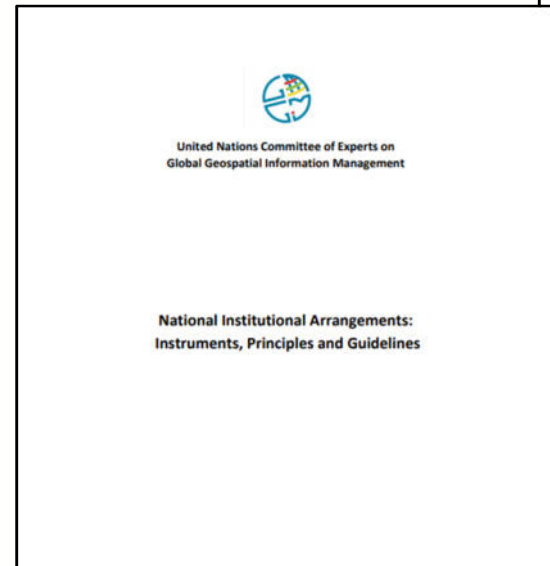 United Nations Committee of Experts on
Global Geospatial Information Management
National Institutional Arrangements:
Instruments, Principles and Guidelines